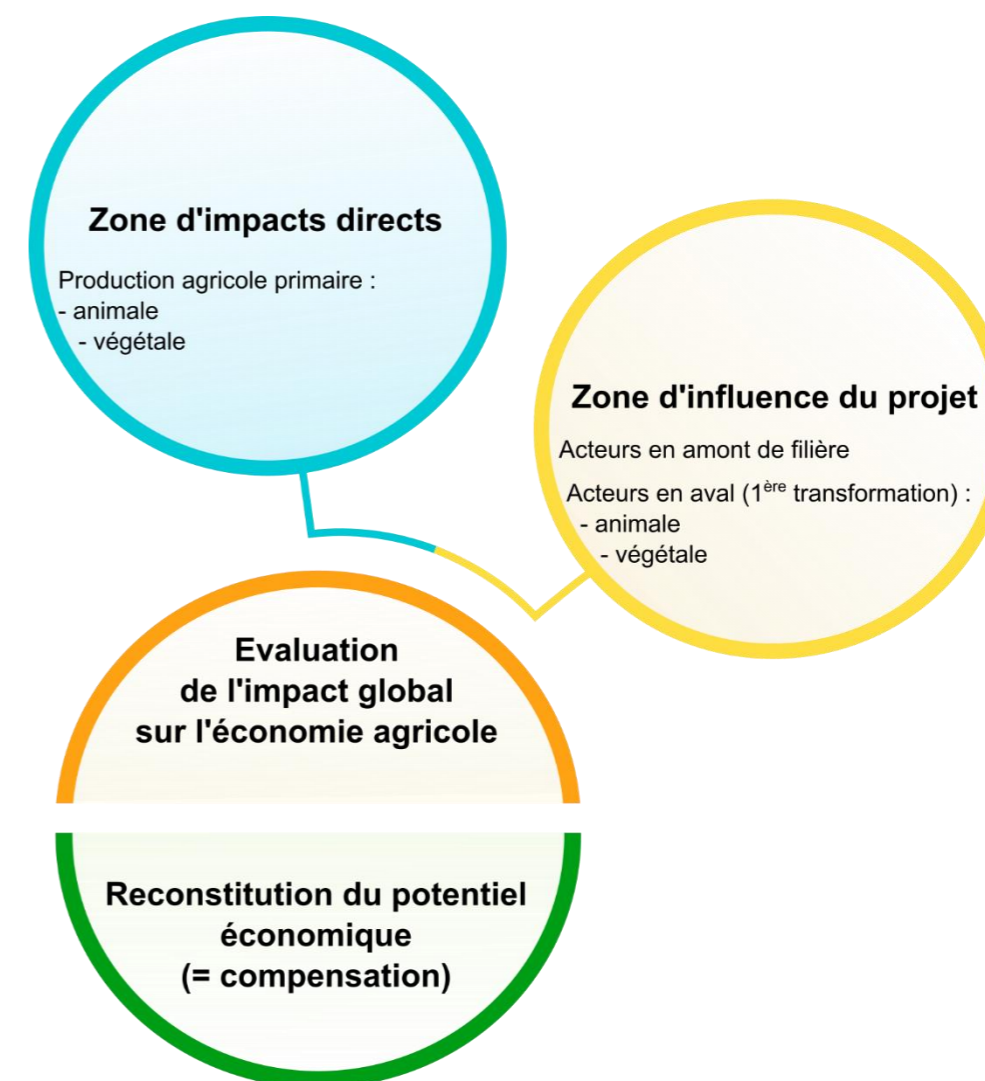 Zone d'impacts directs
Production agricole primaire :
- animale
- végétale
Zone d'influence du projet
Acteurs en amont de filière
Acteurs en aval (1ère transformation) :
- animale
- végétale
Evaluation
de l'impact global
sur l'économie agricole
Reconstitution du potentiel
économique
(= compensation)